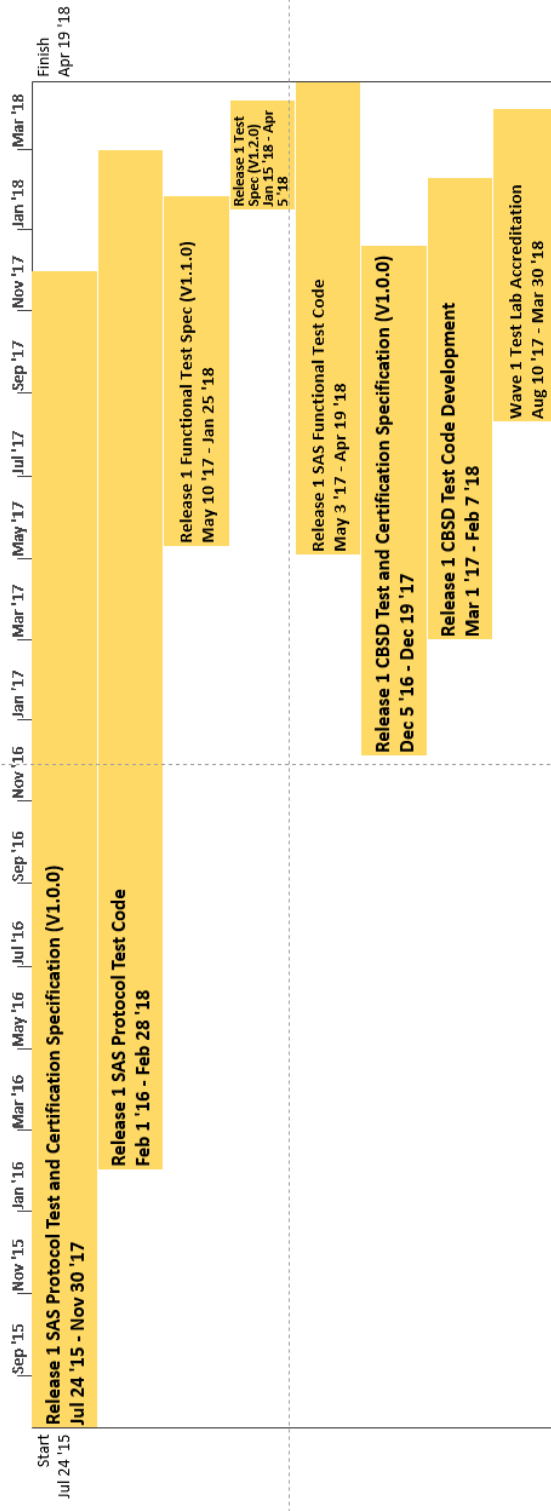 Start
Jul 24 '15
Sep '15
Nov '15
Jan '16
Mar '16
May '16
Jul '16
Sep '16
Nov '16
Jan '17
Mar '17
May '17
Jul '17
Sep '17
Nov '17
Jan '18
Mar '18
Finish
Apr 19 '18
Release 1 SAS Protocol Test and Certification Specification (V1.0.0)
Jul 24 '15 - Nov 30 '17
Release 1 SAS Protocol Test Code
Feb 1 '16 - Feb 28 '18
Release 1 Functional Test Spec (V1.1.0)
May 10 '17 - Jan 25 '18
Release 1 Test
Spec (V1.2.0)
Jan 15 '18 - Apr
5 '18
Release 1 SAS Functional Test Code
May 3 '17 - Apr 19 '18
Release 1 CBSD Test and Certification Specification (V1.0.0)
Dec 5 '16 - Dec 19 '17
Release 1 CBSD Test Code Development
Mar 1 '17 - Feb 7 '18
Wave 1 Test Lab Accreditation
Aug 10 '17 - Mar 30 '18